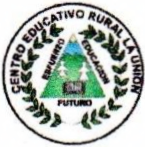 CENTRO EDUCATIVO RURAL LA UNION
ESFUERZO
EDUCACION
FUTURO